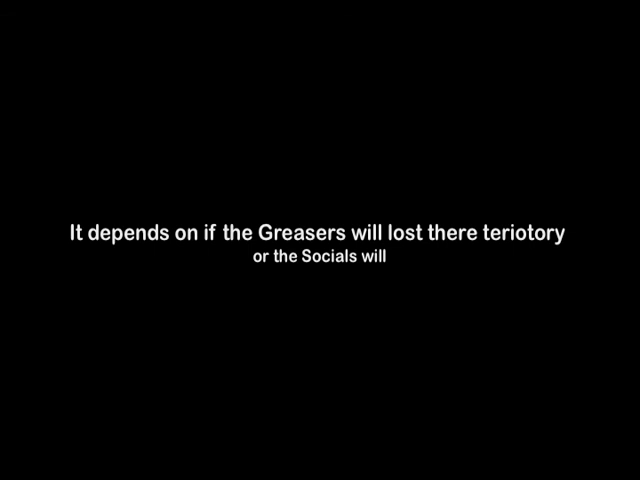 It depends on if the Greasers will lost there teriotory
or the Socials will